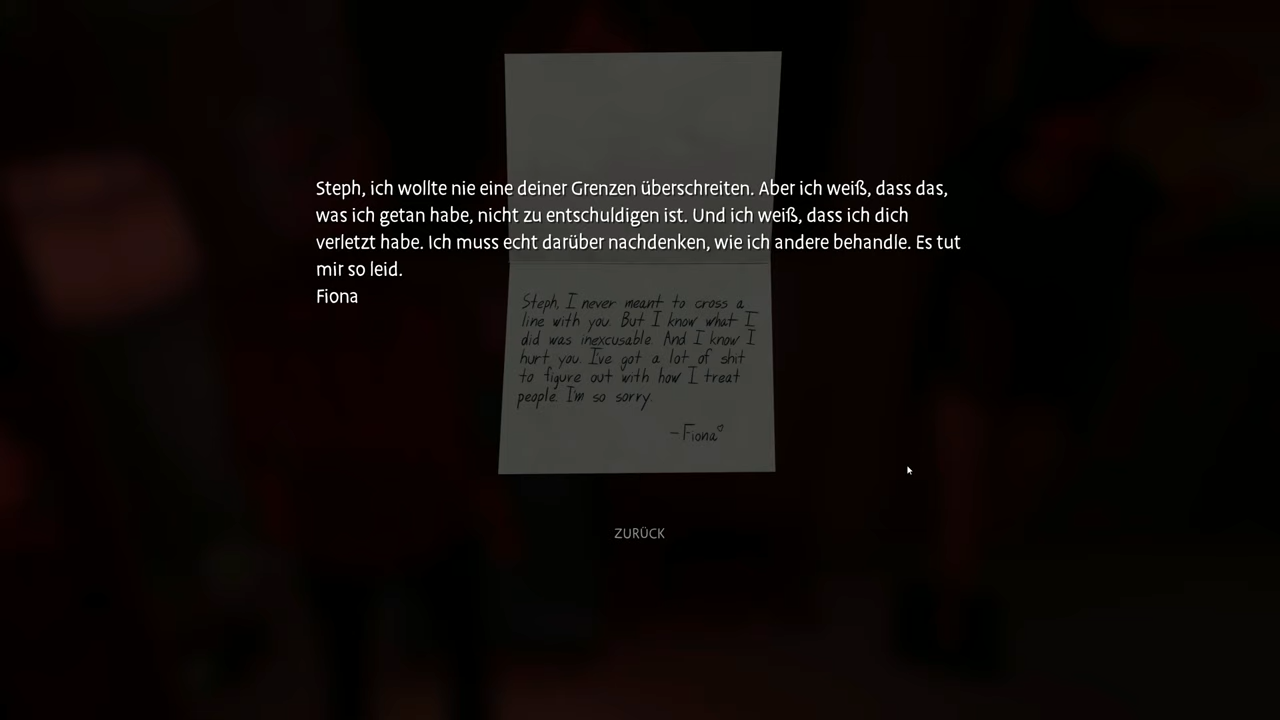 Steph, ich wollte nie eine deiner Grenzen überschreiten. Aber ich weiß, dass das,
was ich getan habe, nicht zu entschuldigen ist. Und ich weiß, dass ich dich
verletzt habe. Ich muss echt darüber nachdenken, wie ich andere behandle. Es tut
mir so leid.
Fiona
Steph, I never meant to cross a
line with you. But I know what I
did was inexcusable. And I know I
hurt you. I've got a lot of shit
to figure out with how I treat
people. I'm so sorry.
-Fiona♡
ZURÜCK